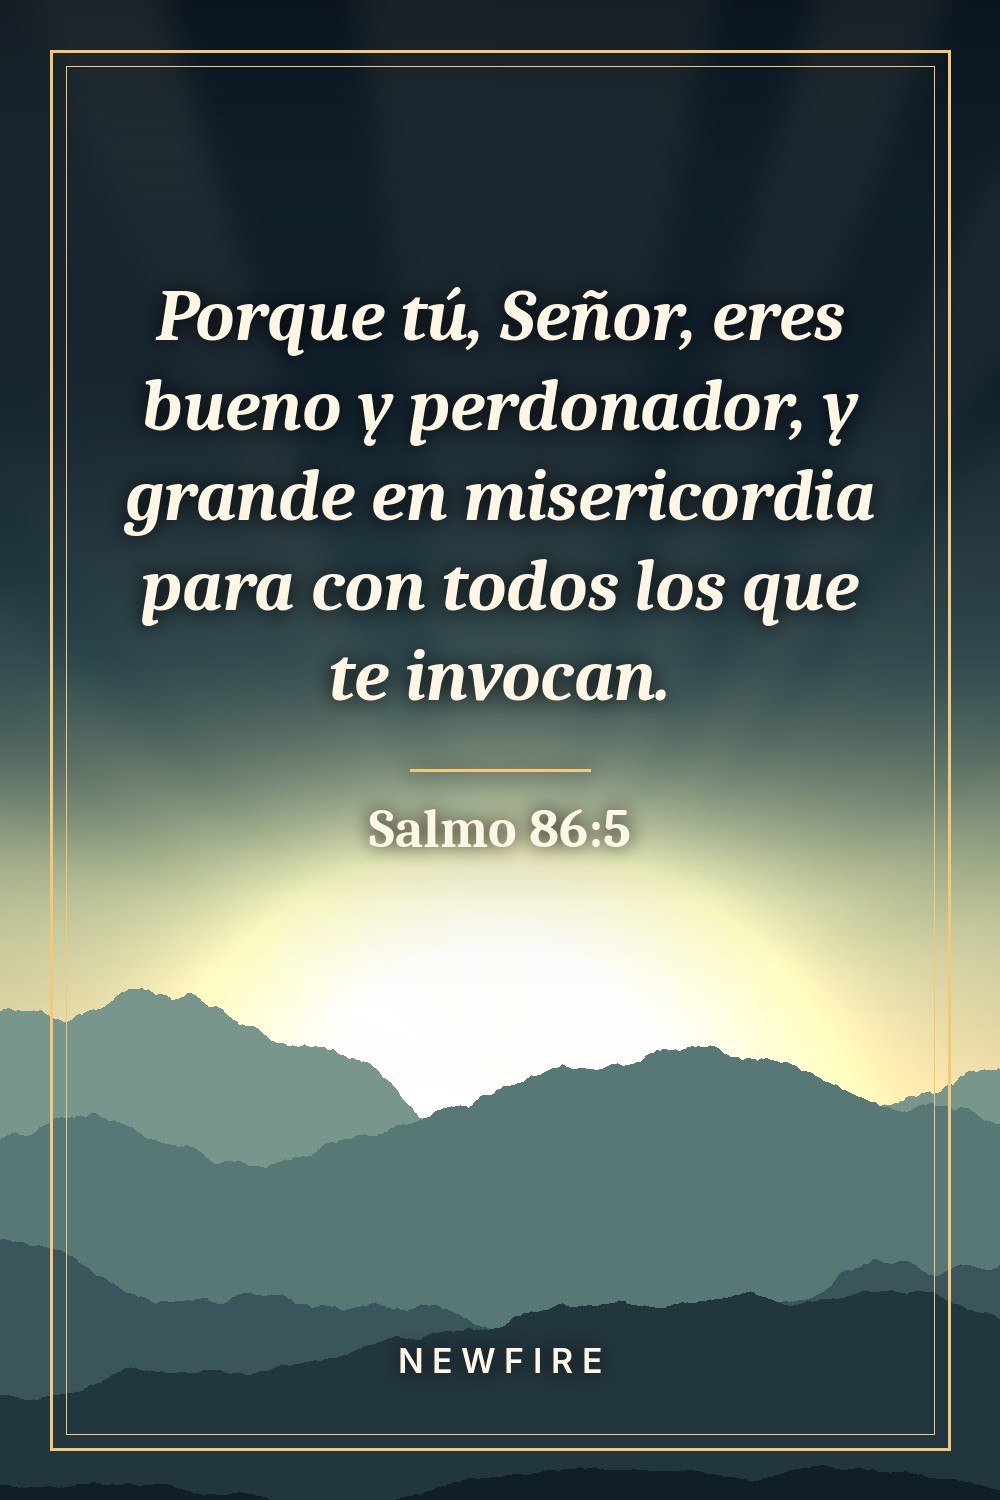 Porque tú, Señor, eres
bueno y perdonador, y
grande en misericordia
para con todos los que
te invocan.
Salmo 86:5
NEWFIRE